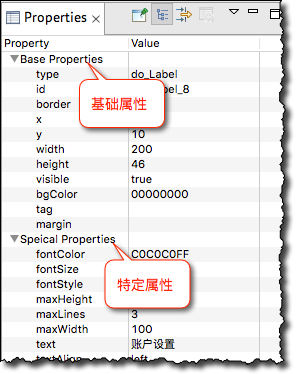 Properties
Property Value
Base Properties
type do_Label
id _8
基础属性
border
x
y 10
width 200
height 46
visible true
bgColor 00000000
tag
margin
Speical Properties
fontColor C0C0C0FF
fontSize
fontStyle
特定属性
maxHeight
maxLines 3
maxWidth 100
text 账户设置
textAlign left